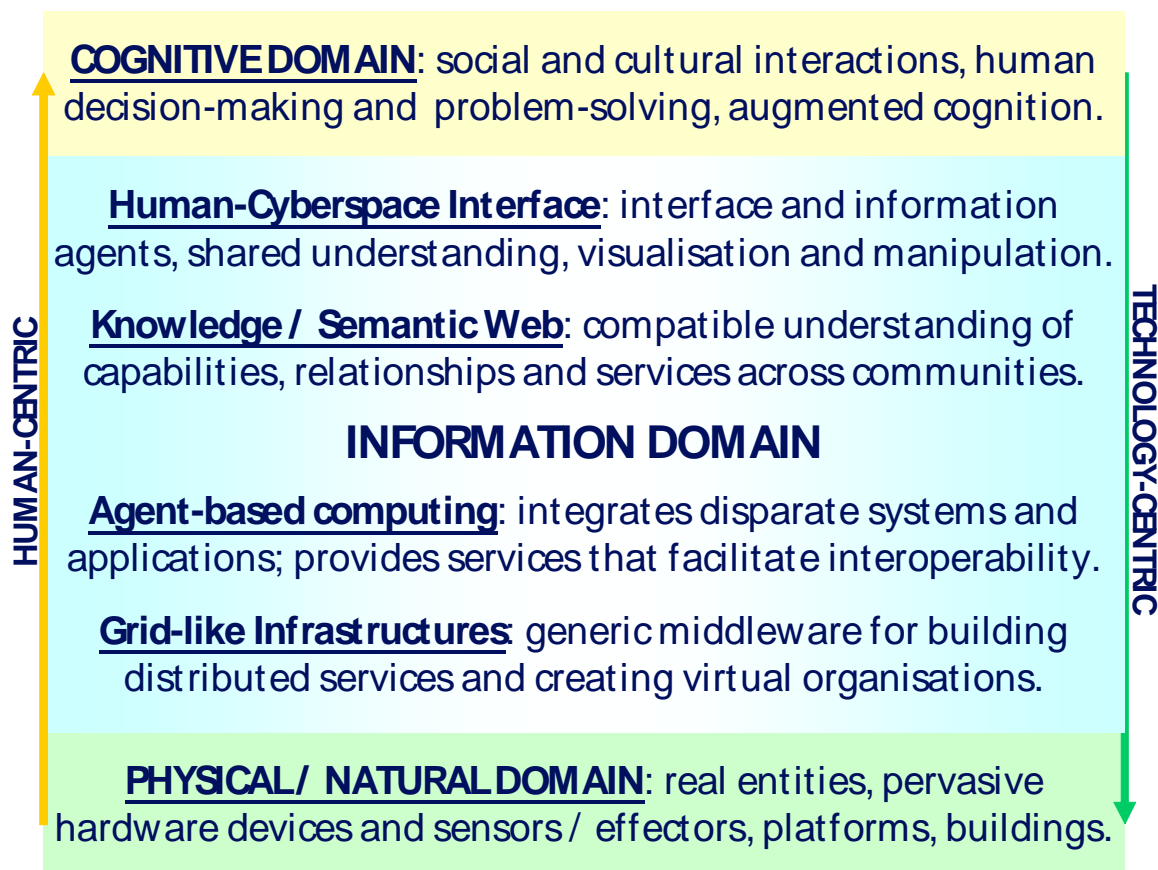 COGNITIVE DOMAIN: social and cultural interactions, human
decision-making and problem-solving, augmented cognition.
Human-Cyberspace Interface: interface and information
agents, shared understanding, visualisation and manipulation.
Knowledge / Semantic Web: compatible understanding of
capabilities, relationships and services across communities.
INFORMATION DOMAIN
Agent-based computing: integrates disparate systems and
applications; provides services that facilitate interoperability.
Grid-like Infrastructures: generic middleware for building
distributed services and creating virtual organisations.
PHYSICAL / NATURAL DOMAIN: real entities, pervasive
hardware devices and sensors / effectors, platforms, buildings.
HUMAN-CENTRIC
TECHNOLOGY-CENTRIC